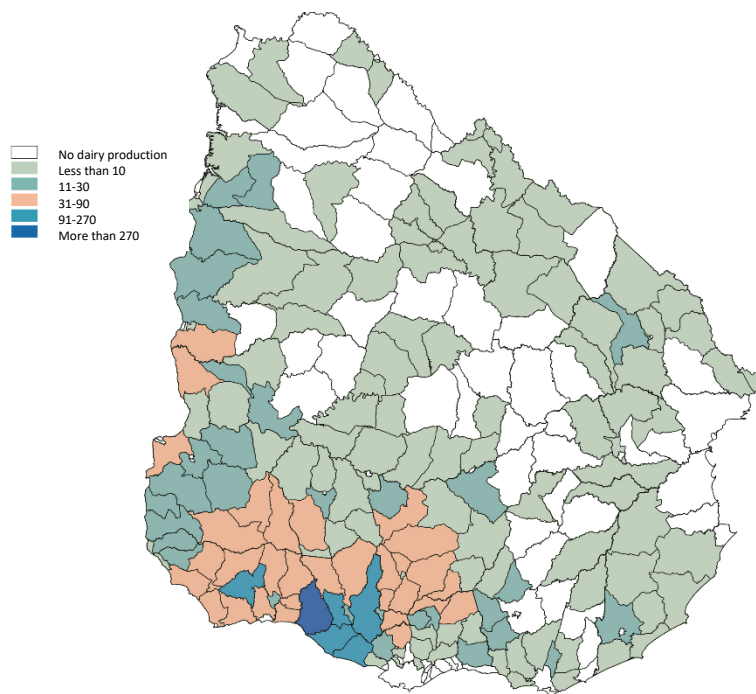 No dairy production
Less than 10
11-30
31-90
91-270
More than 270